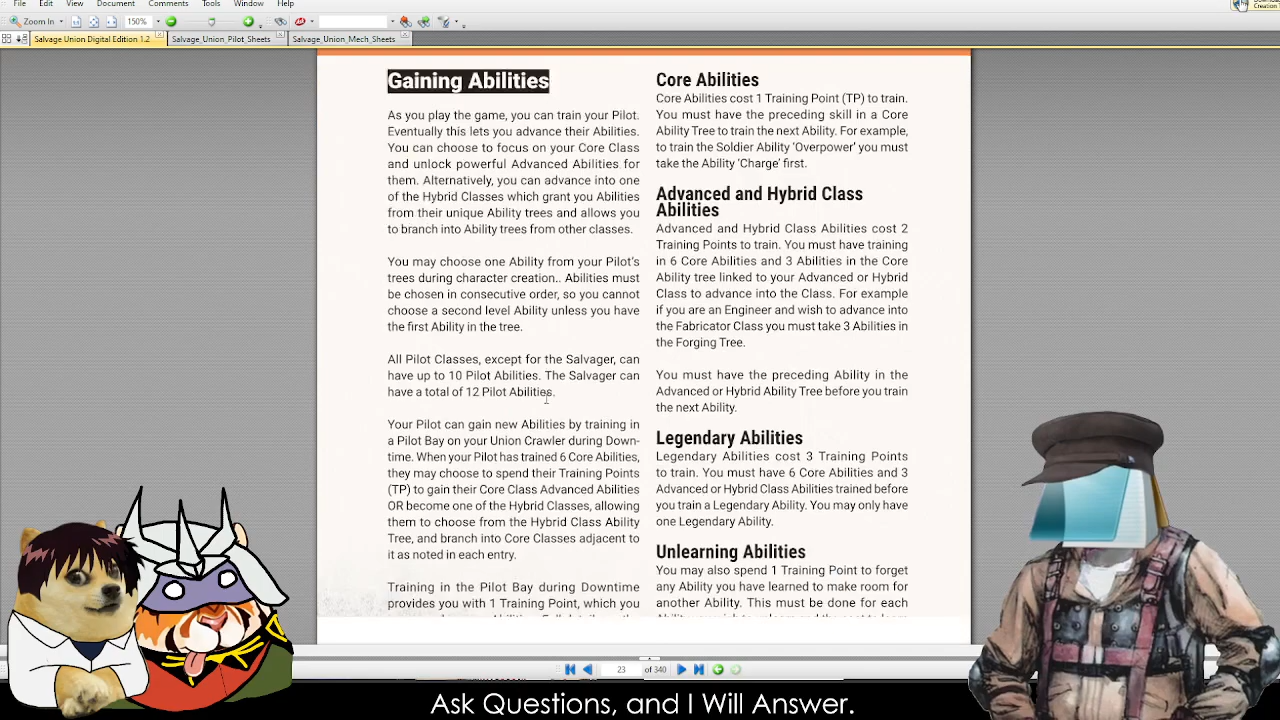 File Edit View Document Comments Tools Window Help
Creation
Zoom In 150%
Salvage Union Digital Edition 1.2 Salvage_Union_Pilot_Sheets Salvage_Union_Mech_Sheets
Gaining Abilities
As you play the game, you can train your Pilot.
Eventually this lets you advance their Abilities.
You can choose to focus on your Core Class
and unlock powerful Advanced Abilities for
them. Alternatively, you can advance into one
of the Hybrid Classes which grant you Abilities
from their unique Ability trees and allows you
to branch into Ability trees from other classes.
You may choose one Ability from your Pilot's
trees during character creation.. Abilities must
be chosen in consecutive order, so you cannot
choose a second level Ability unless you have
the first Ability in the tree.
All Pilot Classes, except for the Salvager, can
have up to 10 Pilot Abilities. The Salvager can
have a total of 12 Pilot Abilities.
Your Pilot can gain new Abilities by training in
a Pilot Bay on your Union Crawler during Down-
time. When your Pilot has trained 6 Core Abilities,
they may choose to spend their Training Points
(TP) to gain their Core Class Advanced Abilities
OR become one of the Hybrid Classes, allowing
them to choose from the Hybrid Class Ability
Tree, and branch into Core Classes adjacent to
it as noted in each entry.
Training in the Pilot Bay during Downtime
provides you with 1 Training Point, which you
Core Abilities
Core Abilities cost 1 Training Point (TP) to train.
You must have the preceding skill in a Core
Ability Tree to train the next Ability. For example,
to train the Soldier Ability 'Overpower' you must
take the Ability 'Charge' first.
Advanced and Hybrid Class
Abilities
Advanced and Hybrid Class Abilities cost 2
Training Points to train. You must have training
in 6 Core Abilities and 3 Abilities in the Core
Ability tree linked to your Advanced or Hybrid
Class to advance into the Class. For example
if you are an Engineer and wish to advance into
the Fabricator Class you must take 3 Abilities in
the Forging Tree.
You must have the preceding Ability in the
Advanced or Hybrid Ability Tree before you train
the next Ability.
Legendary Abilities
Legendary Abilities cost 3 Training Points
to train. You must have 6 Core Abilities and 3
Advanced or Hybrid Class Abilities trained before
you train a Legendary Ability. You may only have
one Legendary Ability.
Unlearning Abilities
You may also spend 1 Training Point to forget
any Ability you have learned to make room for
another Ability. This must be done for each
23 of 340
Ask Questions, and I Will Answer.